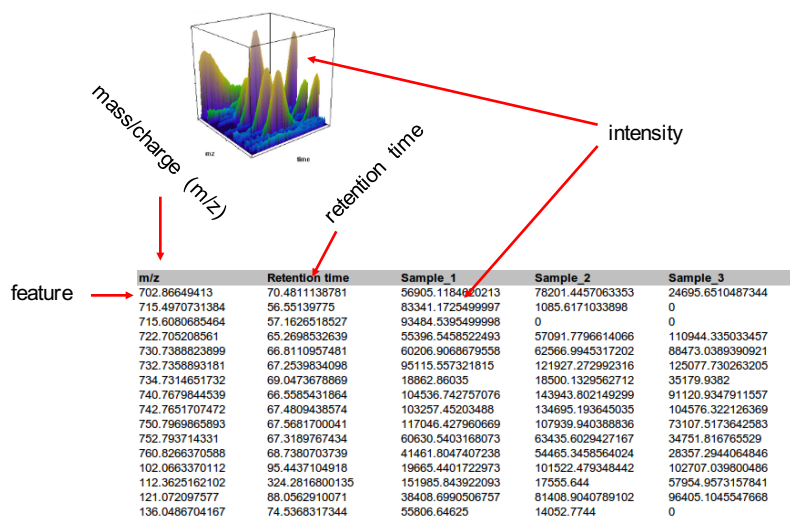 mz
time
mass/charge (m/z)
retention time
intensity
feature
m/z Retention time Sample_1 Sample_2 Sample_3
702.86649413 70.4811138781 56905.1184620213 78201.4457063353 24695.6510487344
715.4970731384 56.55139775 83341.1725499997 1085.6171033898 0
715.6080685464 57.1626518527 93484.5395499998 0 0
722.705208561 65.2698532639 55396.5458522493 57091.7796614066 110944.335033457
730.7388823899 66.8110957481 60206.9068679558 62566.9945317202 88473.0389390921
732.7358893181 67.2539834098 95115.557321815 121927.272992316 125077.730263205
734.7314651732 69.0473678869 18862.86035 18500.1329562712 35179.9382
740.7679844539 66.5585431864 104536.742757076 143943.802149299 91120.9347911557
742.7651707472 67.4809438574 103257.45203488 134695.193645035 104576.322126369
750.7969865893 67.5681700041 117046.427960669 107939.940388836 73107.5173642583
752.793714331 67.3189767434 60630.5403168073 63435.6029427167 34751.816765529
760.8266370588 68.7380703739 41461.8047407238 54465.3458564024 28357.2944064846
102.0663370112 95.4437104918 19665.4401722973 101522.479348442 102707.039800486
112.3625162102 324.2816800135 151985.843922093 17555.644 57954.9573157841
121.072097577 88.0562910071 38408.6990506757 81408.9040789102 96405.1045547668
136.0486704167 74.5368317344 55806.64625 14052.7744 0